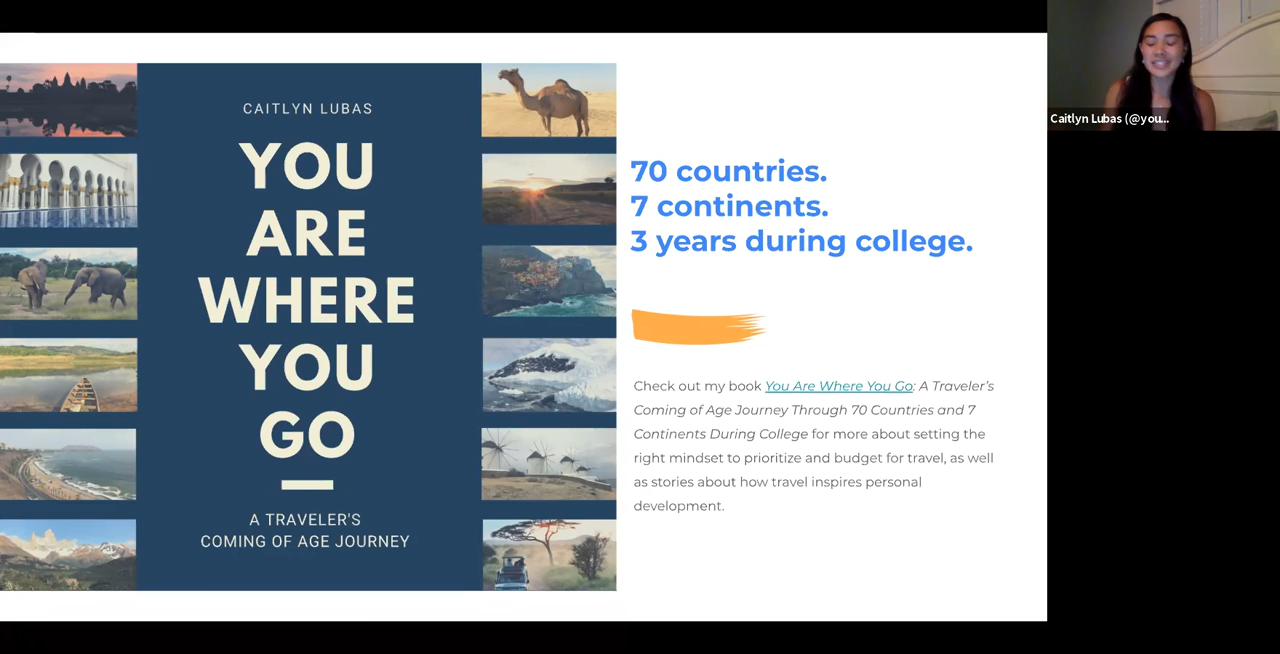 CAITLYN LUBAS
YOU
ARE
WHERE
YOU
GO
A TRAVELER'S
COMING OF AGE JOURNEY
70 countries.
7 continents.
3 years during college.
Check out my book You Are Where You Go: A Traveler’s
Coming of Age Journey Through 70 Countries and 7
Continents During College for more about setting the
right mindset to prioritize and budget for travel, as well
as stories about how travel inspires personal
development.
Caitlyn Lubas (@you...